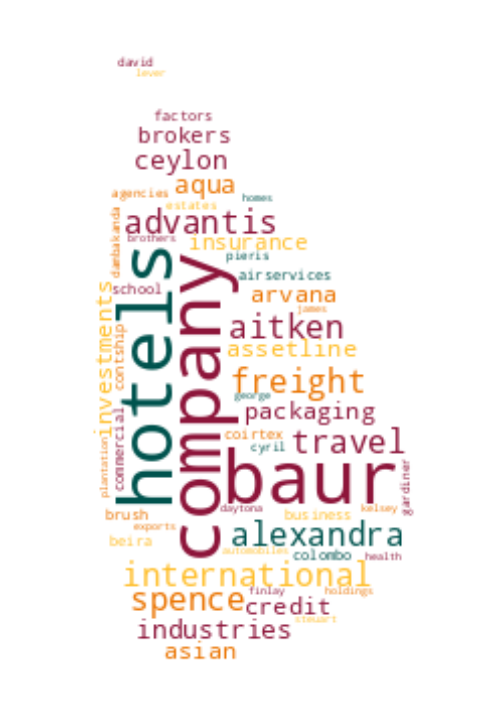 david
lever
factors
brokers
ceylon
aqua
agencies
homes
estates
dambakanda
advantis
brothers
insurance
pieris
hotels
company
airservices
school
investments
arvana
james
contship
aitken
assetline
freight
george
packaging
commercial
coirtex
travel
cyril
plantation
baur
gardiner
brush
daytona
business
kelsey
exports
alexandra
beira
automobiles
colombo
health
international
finlay
holdings
spence
credit
stewart
industries
asian